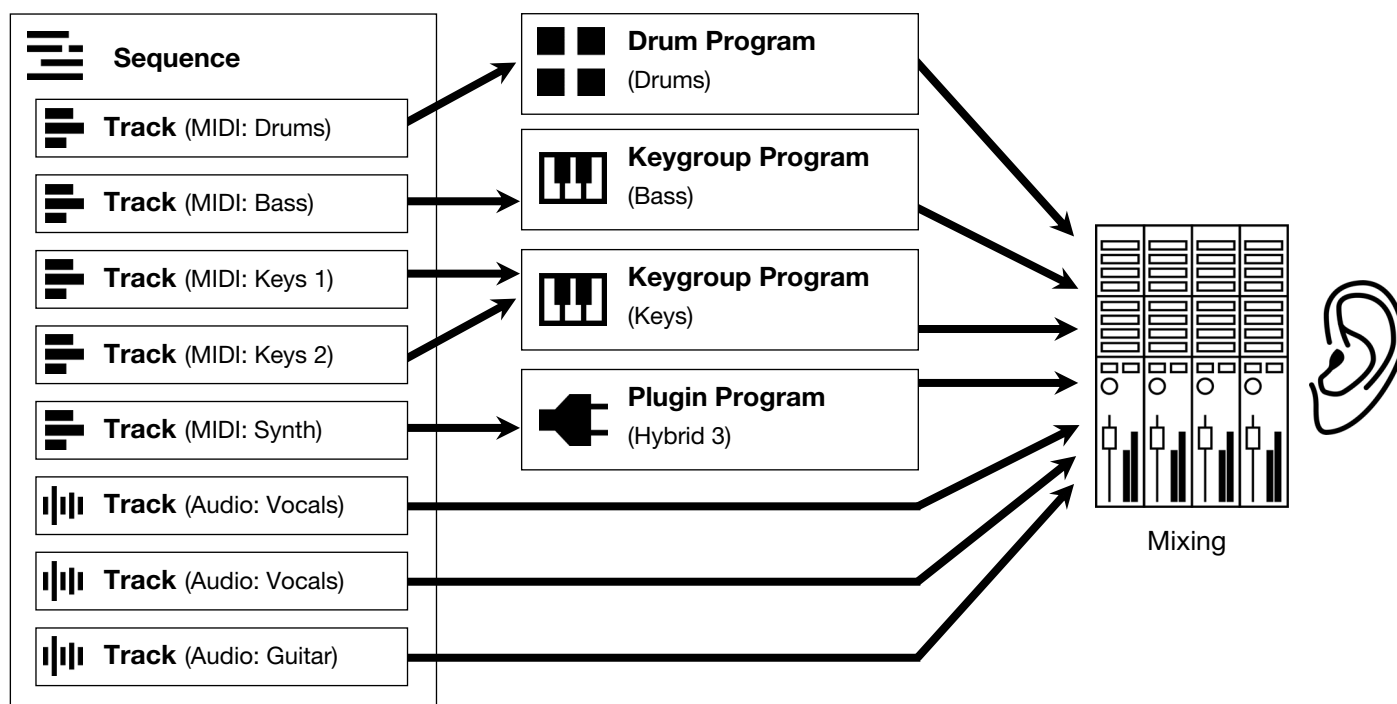 Sequence
Track (MIDI: Drums)
Track (MIDI: Bass)
Track (MIDI: Keys 1)
Track (MIDI: Keys 2)
Track (MIDI: Synth)
Track (Audio: Vocals)
Track (Audio: Vocals)
Track (Audio: Guitar)
Drum Program
(Drums)
Keygroup Program
(Bass)
Keygroup Program
(Keys)
Plugin Program
(Hybrid 3)
Mixing